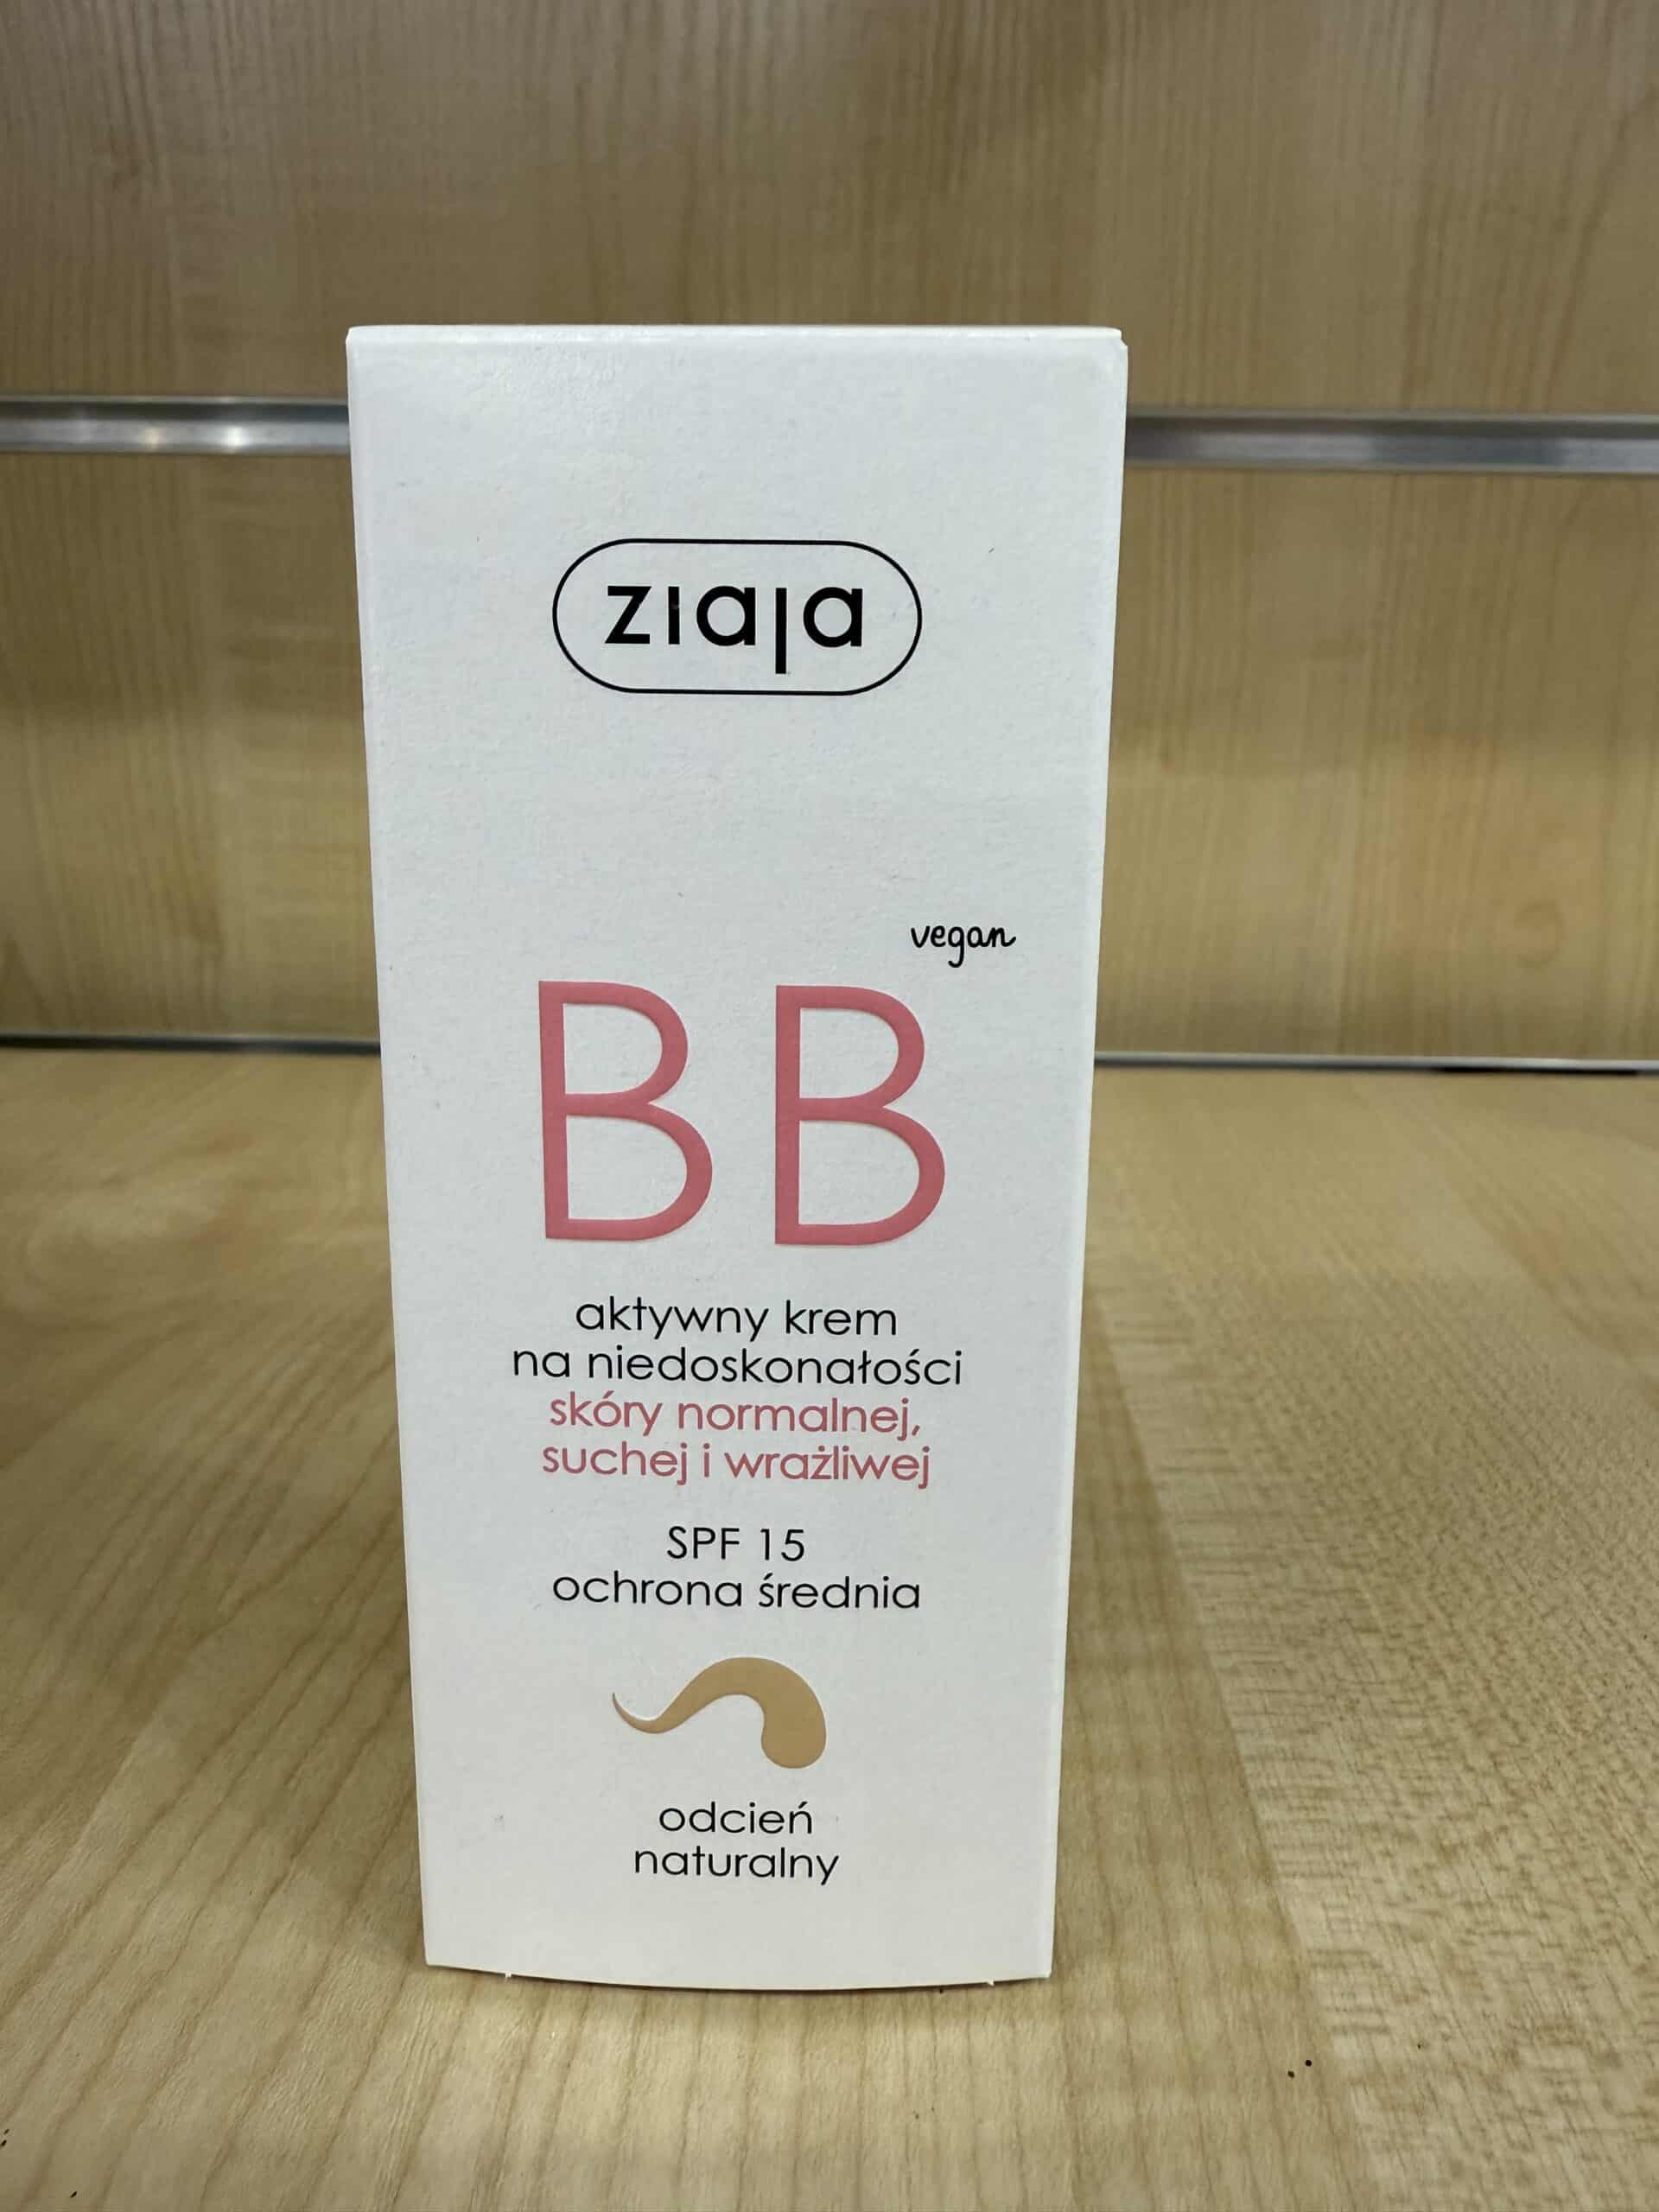 ziaja
vegan
BB
aktywny krem
na niedoskonałości
skóry normalnej,
suchej i wrażliwej
SPF 15
ochrona średnia
odcień
naturalny